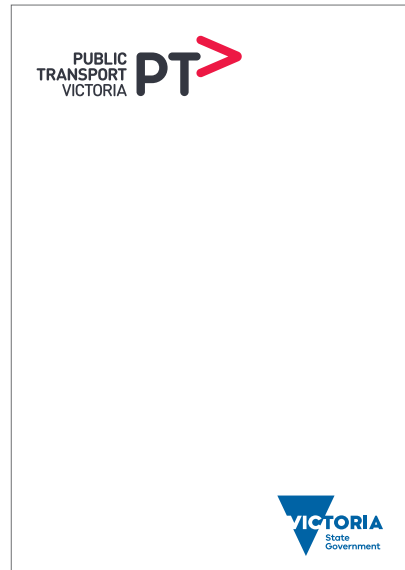 PUBLIC
TRANSPORT
VICTORIA
PT>
VICTORIA
State
Government